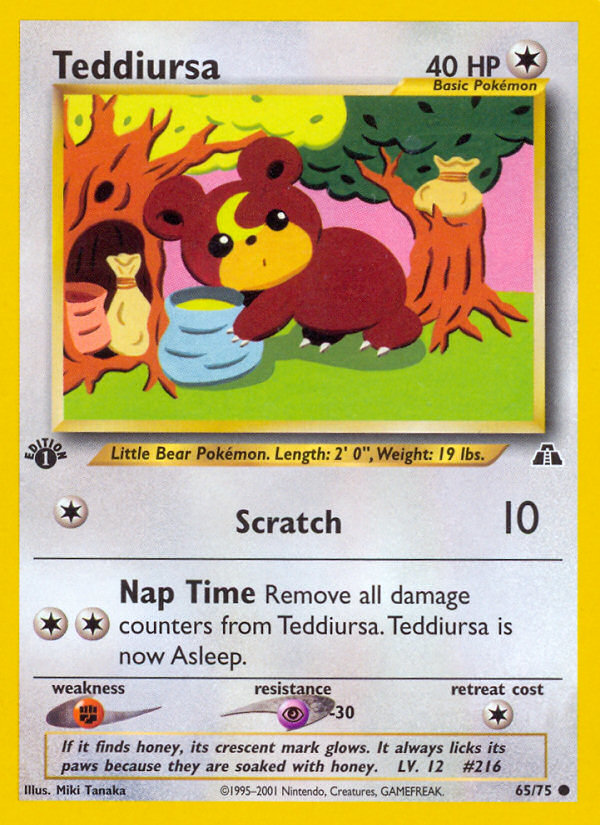 Teddiursa 40 HP
Basic Pokémon
EDITION 1
Little Bear Pokémon. Length: 2' 0", Weight: 19 lbs.
Scratch 10
Nap Time Remove all damage
counters from Teddiursa. Teddiursa is
now Asleep.
weakness resistance retreat cost
-30
If it finds honey, its crescent mark glows. It always licks its
paws because they are soaked with honey. LV. 12 #216
Illus. Miki Tanaka ©1995–2001 Nintendo, Creatures, GAMEFREAK. 65/75